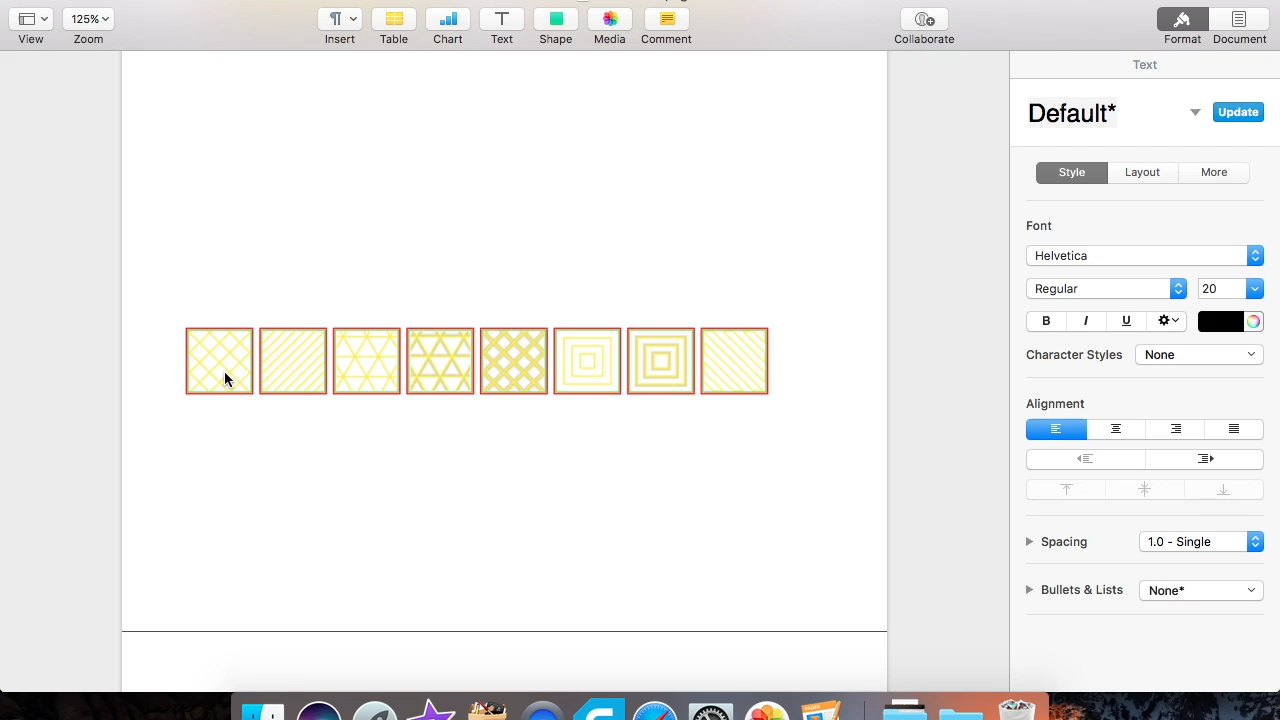 125%
View
Zoom
Insert
Table
Chart
Text
Shape
Media
Comment
Collaborate
Format
Document
Text
Default*
Update
Style
Layout
More
Font
Helvetica
Regular
20
B
I
U
Character Styles
None
Alignment
Spacing
1.0 - Single
Bullets & Lists
None*